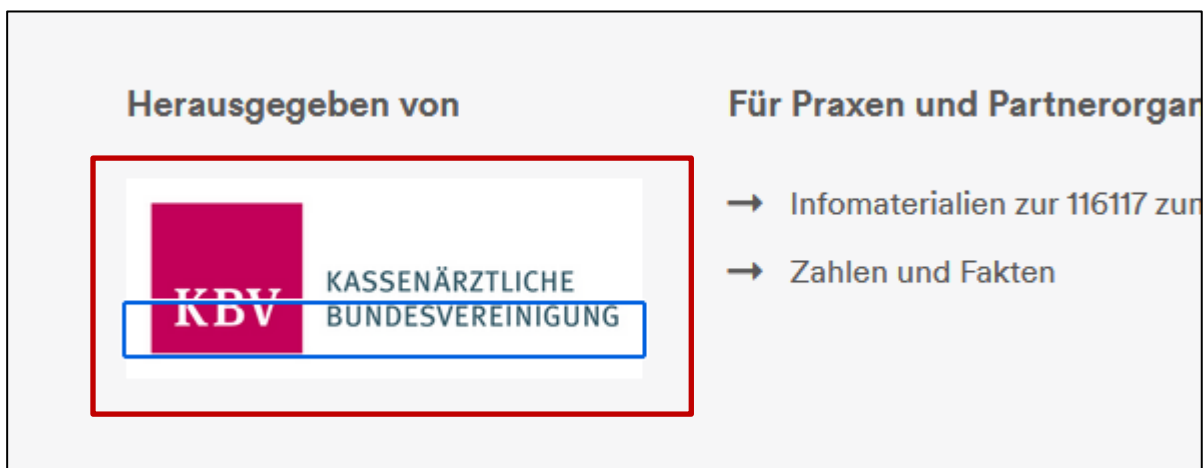 Herausgegeben von
KBV
KASSENÄRZTLICHE
BUNDESVEREINIGUNG
Für Praxen und Partnerorgan
→ Infomaterialien zur 116117 zum
→ Zahlen und Fakten